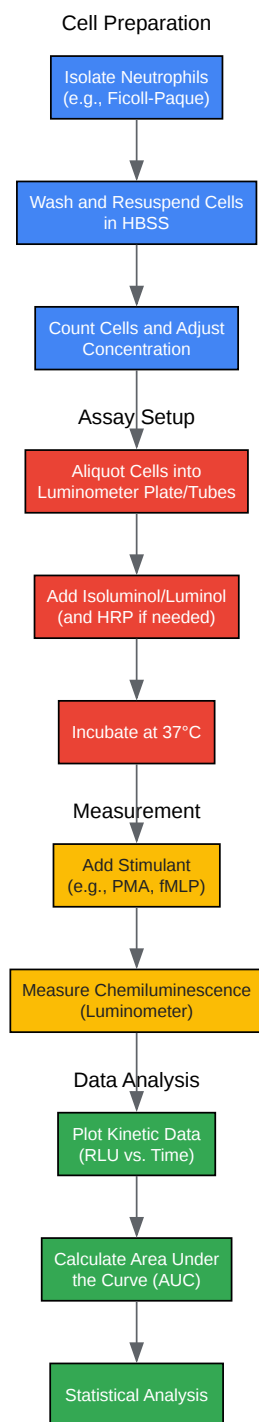 Cell Preparation
Isolate Neutrophils
(e.g., Ficoll-Paque)
Wash and Resuspend Cells
in HBSS
Count Cells and Adjust
Concentration
Assay Setup
Aliquot Cells into
Luminometer Plate/Tubes
Add Isoluminol/Luminol
(and HRP if needed)
Incubate at 37°C
Measurement
Add Stimulant
(e.g., PMA, fMLP)
Measure Chemiluminescence
(Luminometer)
Data Analysis
Plot Kinetic Data
(RLU vs. Time)
Calculate Area Under
the Curve (AUC)
Statistical Analysis